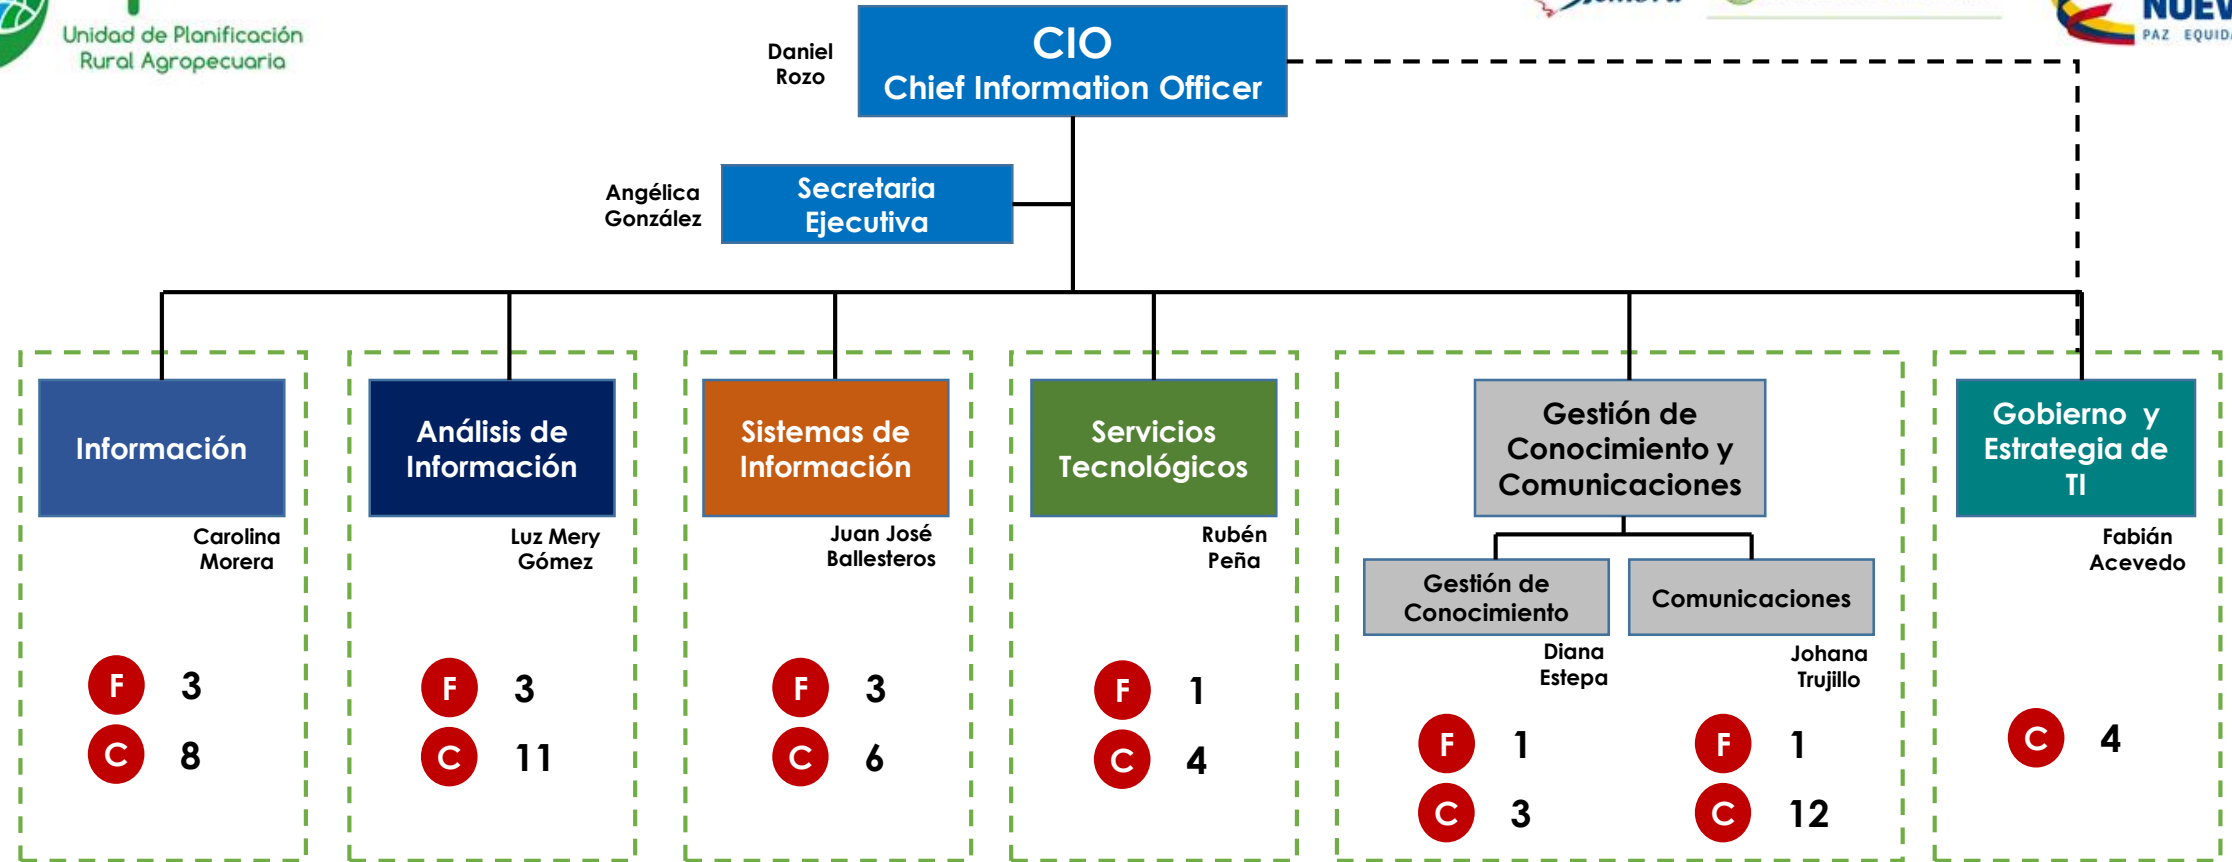 Unidad de Planificación
Rural Agropecuaria
PAZ EQUID
Daniel
Rozo
CIO
Chief Information Officer
Angélica
González
Secretaria
Ejecutiva
Información
Carolina
Morera
F 3
C 8
Análisis de
Información
Luz Mery
Gómez
F 3
C 11
Sistemas de
Información
Juan José
Ballesteros
F 3
C 6
Servicios
Tecnológicos
Rubén
Peña
F 1
C 4
Gestión de
Conocimiento y
Comunicaciones
Gestión de
Conocimiento
Diana
Estepa
F 1
C 3
Comunicaciones
Johana
Trujillo
F 1
C 12
Gobierno y
Estrategia de
TI
Fabián
Acevedo
C 4